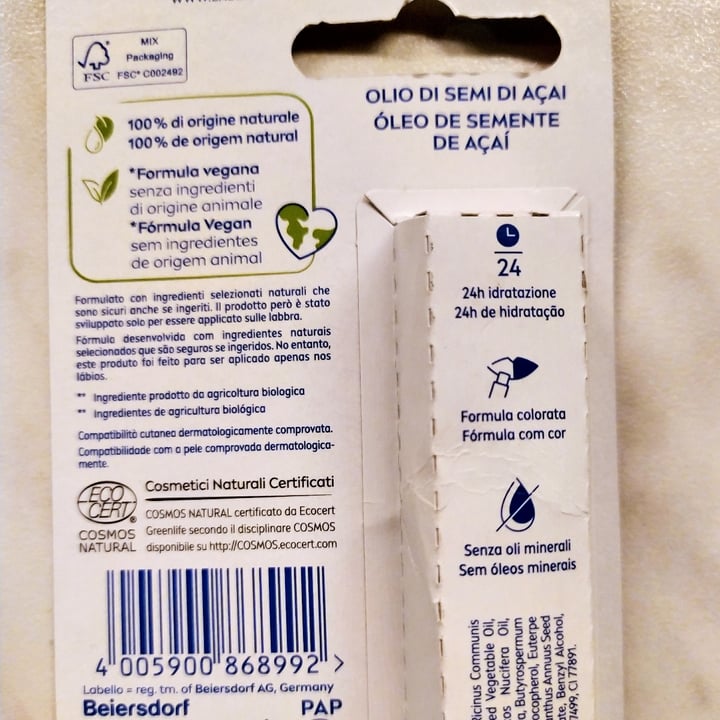 MIX
Packaging
FSC® C002492
FSC
100% di origine naturale
100% de origem natural
*Formula vegana
senza ingredienti
di origine animale
*Fórmula Vegan
sem ingredientes
de origem animal
Formulato con ingredienti selezionati naturali che
sono sicuri anche se ingeriti. Il prodotto però è stato
sviluppato solo per essere applicato sulle labbra.
Fórmula desenvolvida com ingredientes naturais
selecionados que são seguros se ingeridos. No entanto,
este produto foi feito para ser aplicado apenas nos
lábios.
** Ingrediente prodotto da agricoltura biologica
** Ingredientes de agricultura biológica
Compatibilità cutanea dermatologicamente comprovata.
Compatibilidade com a pele comprovada dermatologica-
mente.
ECO
CERT®
COSMOS
NATURAL
Cosmetici Naturali Certificati
COSMOS NATURAL certificato da Ecocert
Greenlife secondo il disciplinare COSMOS
disponibile su http://COSMOS.ecocert.com
4 005900 868992 >
Labello = reg. tm. of Beiersdorf AG, Germany
Beiersdorf
PAP
OLIO DI SEMI DI AÇAI
ÓLEO DE SEMENTE
DE AÇAÍ
24
24h idratazione
24h de hidratação
Formula colorata
Fórmula com cor
Senza oli minerali
Sem óleos minerais
Ricinus Communis
Vegetable Oil,
Nucifera Oil,
Butyrospermum
Euterpe
Annuus Seed
Benzyl Alcohol,
CI 77891.